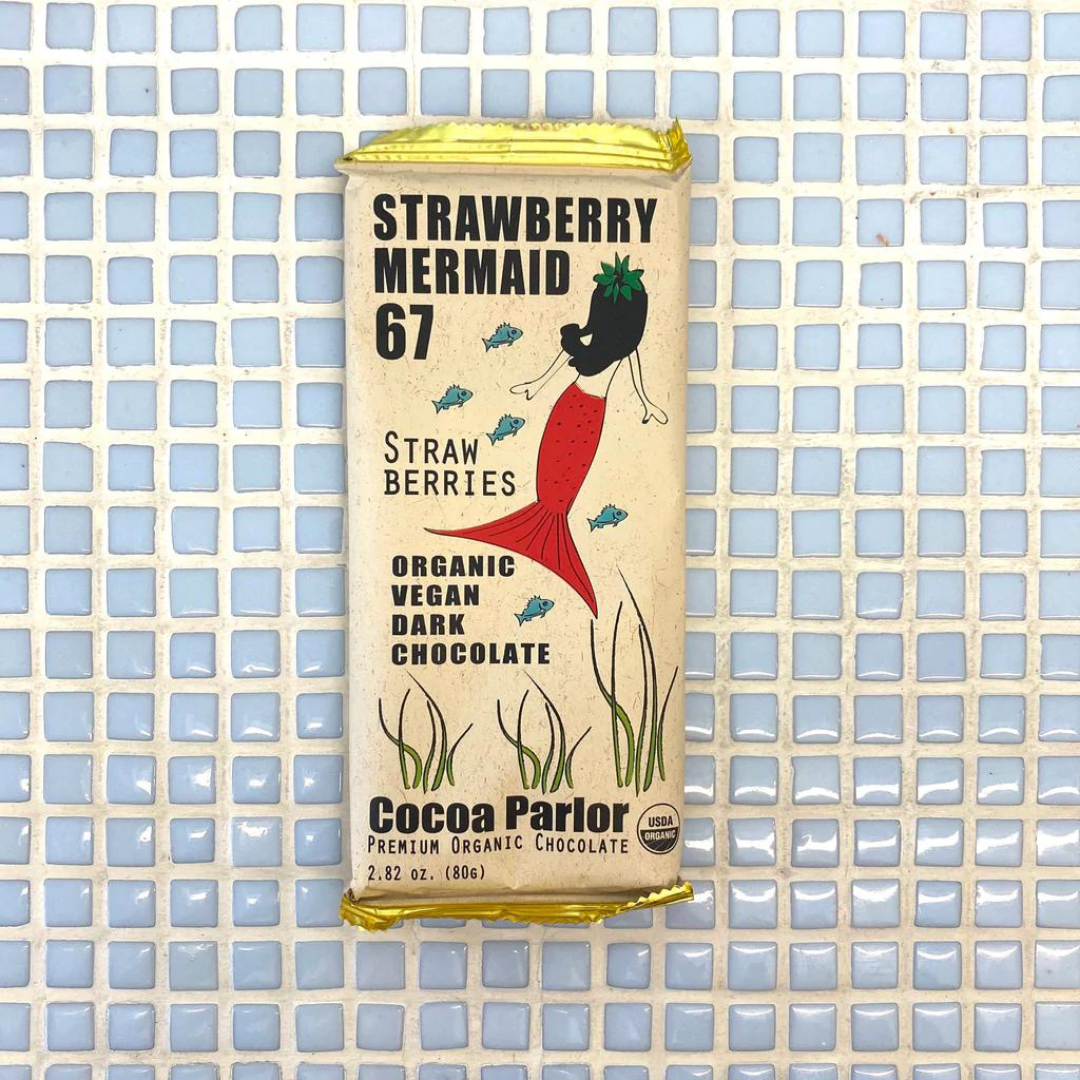 STRAWBERRY
MERMAID
67
STRAW
BERRIES
ORGANIC
VEGAN
DARK
CHOCOLATE
Cocoa Parlor
PREMIUM ORGANIC CHOCOLATE
USDA
ORGANIC
2.82 OZ. (80G)